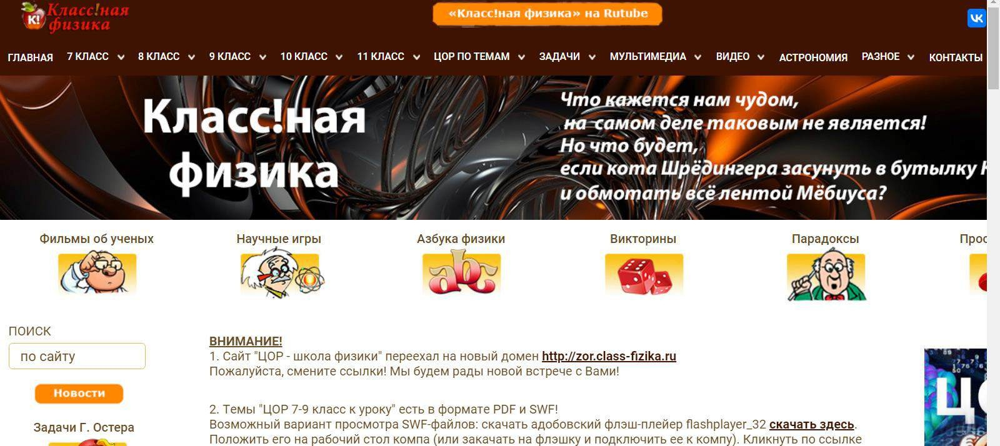 Класс!ная
физика
«Класс!ная физика» на Rutube
ГЛАВНАЯ 7 КЛАСС 8 КЛАСС 9 КЛАСС 10 КЛАСС 11 КЛАСС ЦОР ПО ТЕМАМ ЗАДАЧИ МУЛЬТИМЕДИА ВИДЕО АСТРОНОМИЯ РАЗНОЕ КОНТАКТЫ
Класс!ная
физика
Что кажется нам чудом,
на самом деле таковым не является!
Но что будет,
если кота Шрёдингера засунуть в бутылку
и обмотать всё лентой Мёбиуса?
Фильмы об ученых Научные игры Азбука физики Викторины Парадоксы
abc
ПОИСК
по сайту
Новости
Задачи Г. Остера
ВНИМАНИЕ!
1. Сайт "ЦОР - школа физики" переехал на новый домен http://zor.class-fizika.ru
Пожалуйста, смените ссылки! Мы будем рады новой встрече с Вами!
2. Темы "ЦОР 7-9 класс к уроку" есть в формате PDF и SWF!
Возможный вариант просмотра SWF-файлов: скачать адобовский флэш-плейер flashplayer_32 скачать здесь.
Положить его на рабочий стол компа (или закачать на флэшку и подключить ее к компу). Кликнуть по ссылке